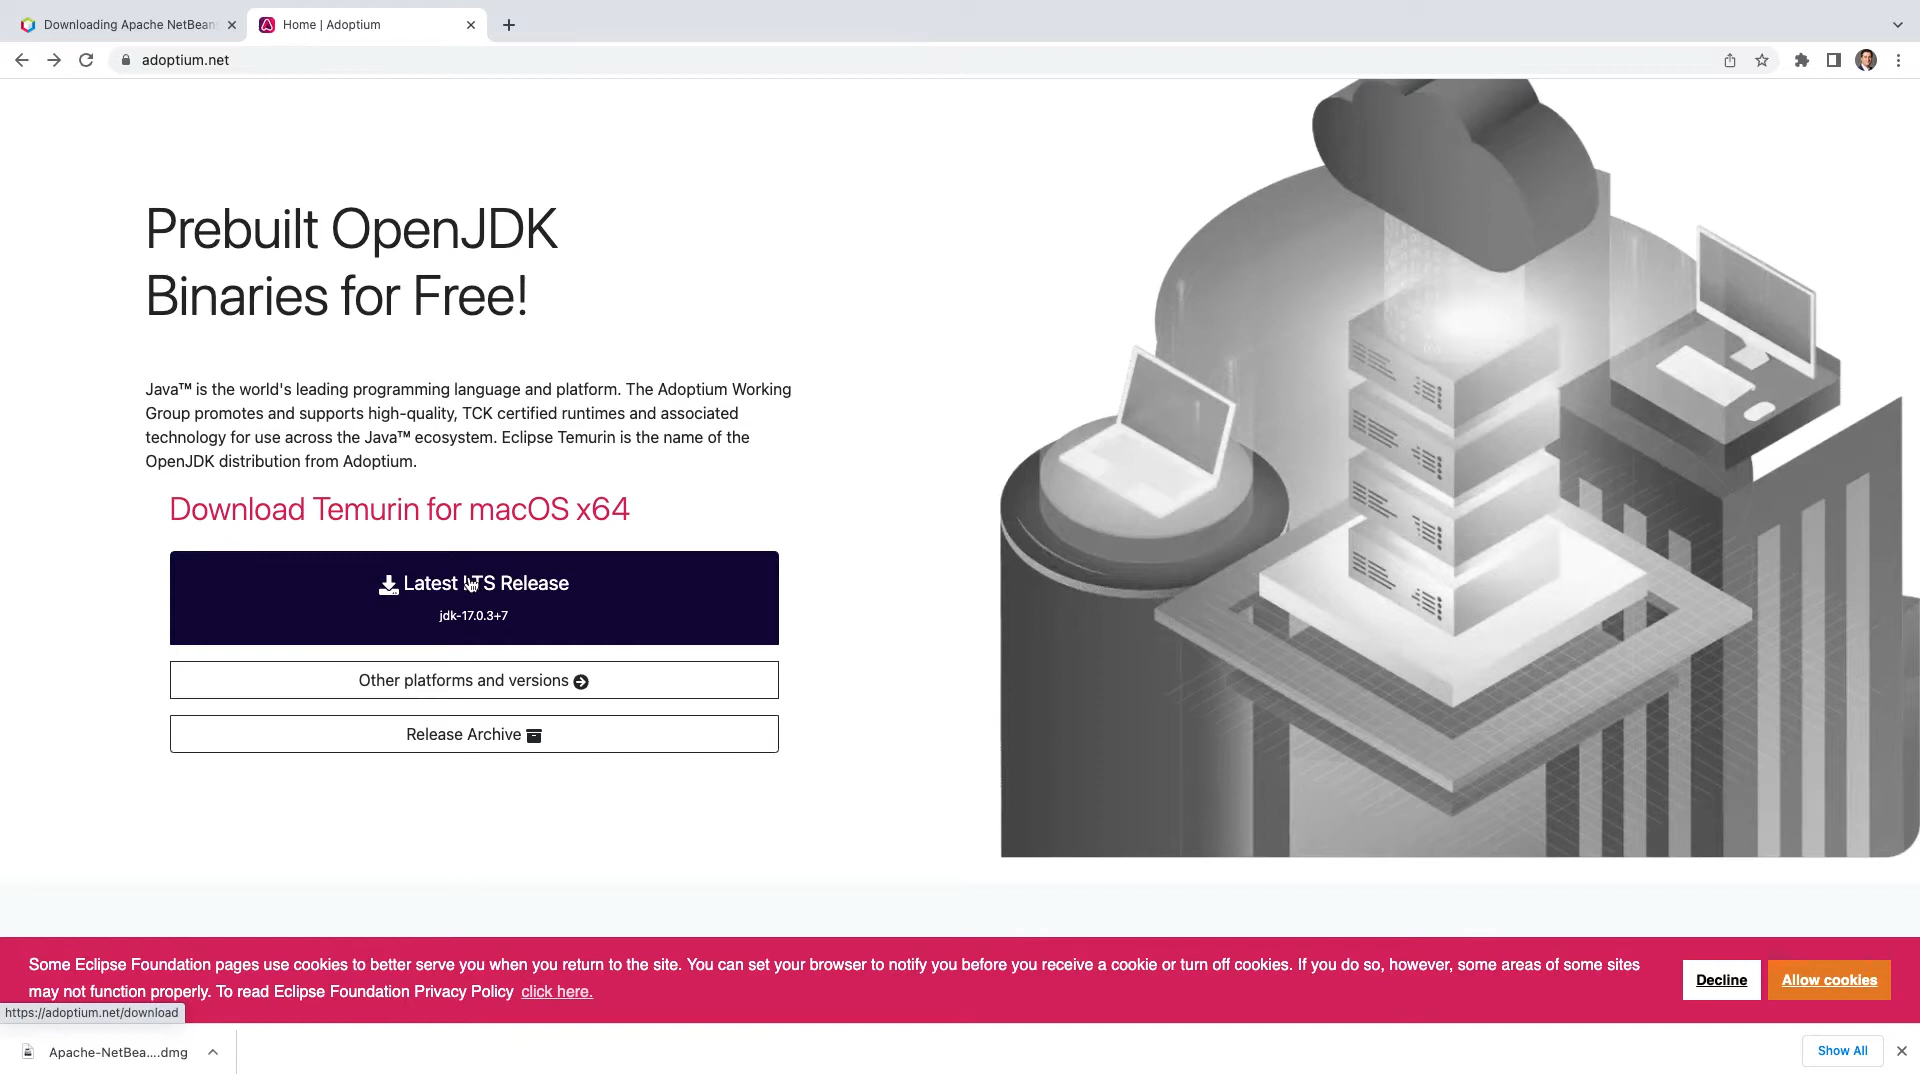 Downloading Apache NetBean
Home | Adoptium
adoptium.net
Prebuilt OpenJDK
Binaries for Free!
Java™ is the world's leading programming language and platform. The Adoptium Working
Group promotes and supports high-quality, TCK certified runtimes and associated
technology for use across the Java™ ecosystem. Eclipse Temurin is the name of the
OpenJDK distribution from Adoptium.
Download Temurin for macOS x64
Latest LTS Release
jdk-17.0.3+7
Other platforms and versions
Release Archive
Some Eclipse Foundation pages use cookies to better serve you when you return to the site. You can set your browser to notify you before you receive a cookie or turn off cookies. If you do so, however, some areas of some sites
may not function properly. To read Eclipse Foundation Privacy Policy click here.
Decline
Allow cookies
https://adoptium.net/download
Apache-NetBea....dmg
Show All